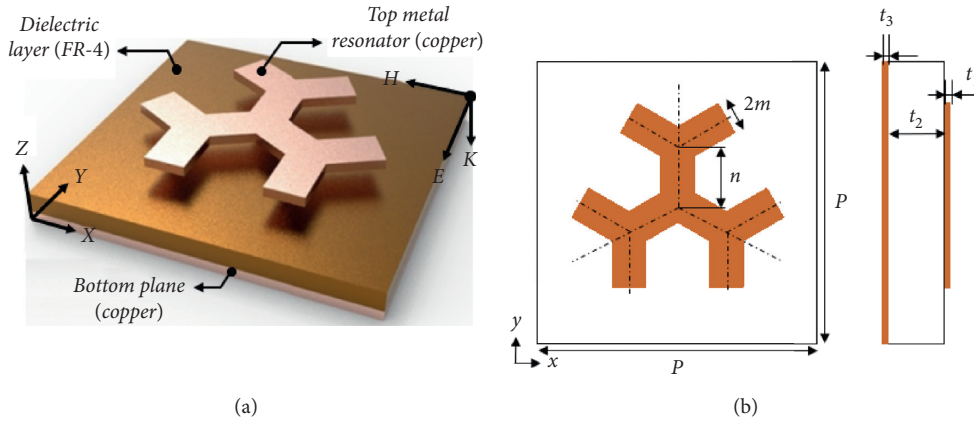 Dielectric
layer (FR-4)
Top metal
resonator (copper)
H
K
E
Z
Y
X
Bottom plane
(copper)
(a)
2m
n
P
P
y
x
t3
t2
t
(b)